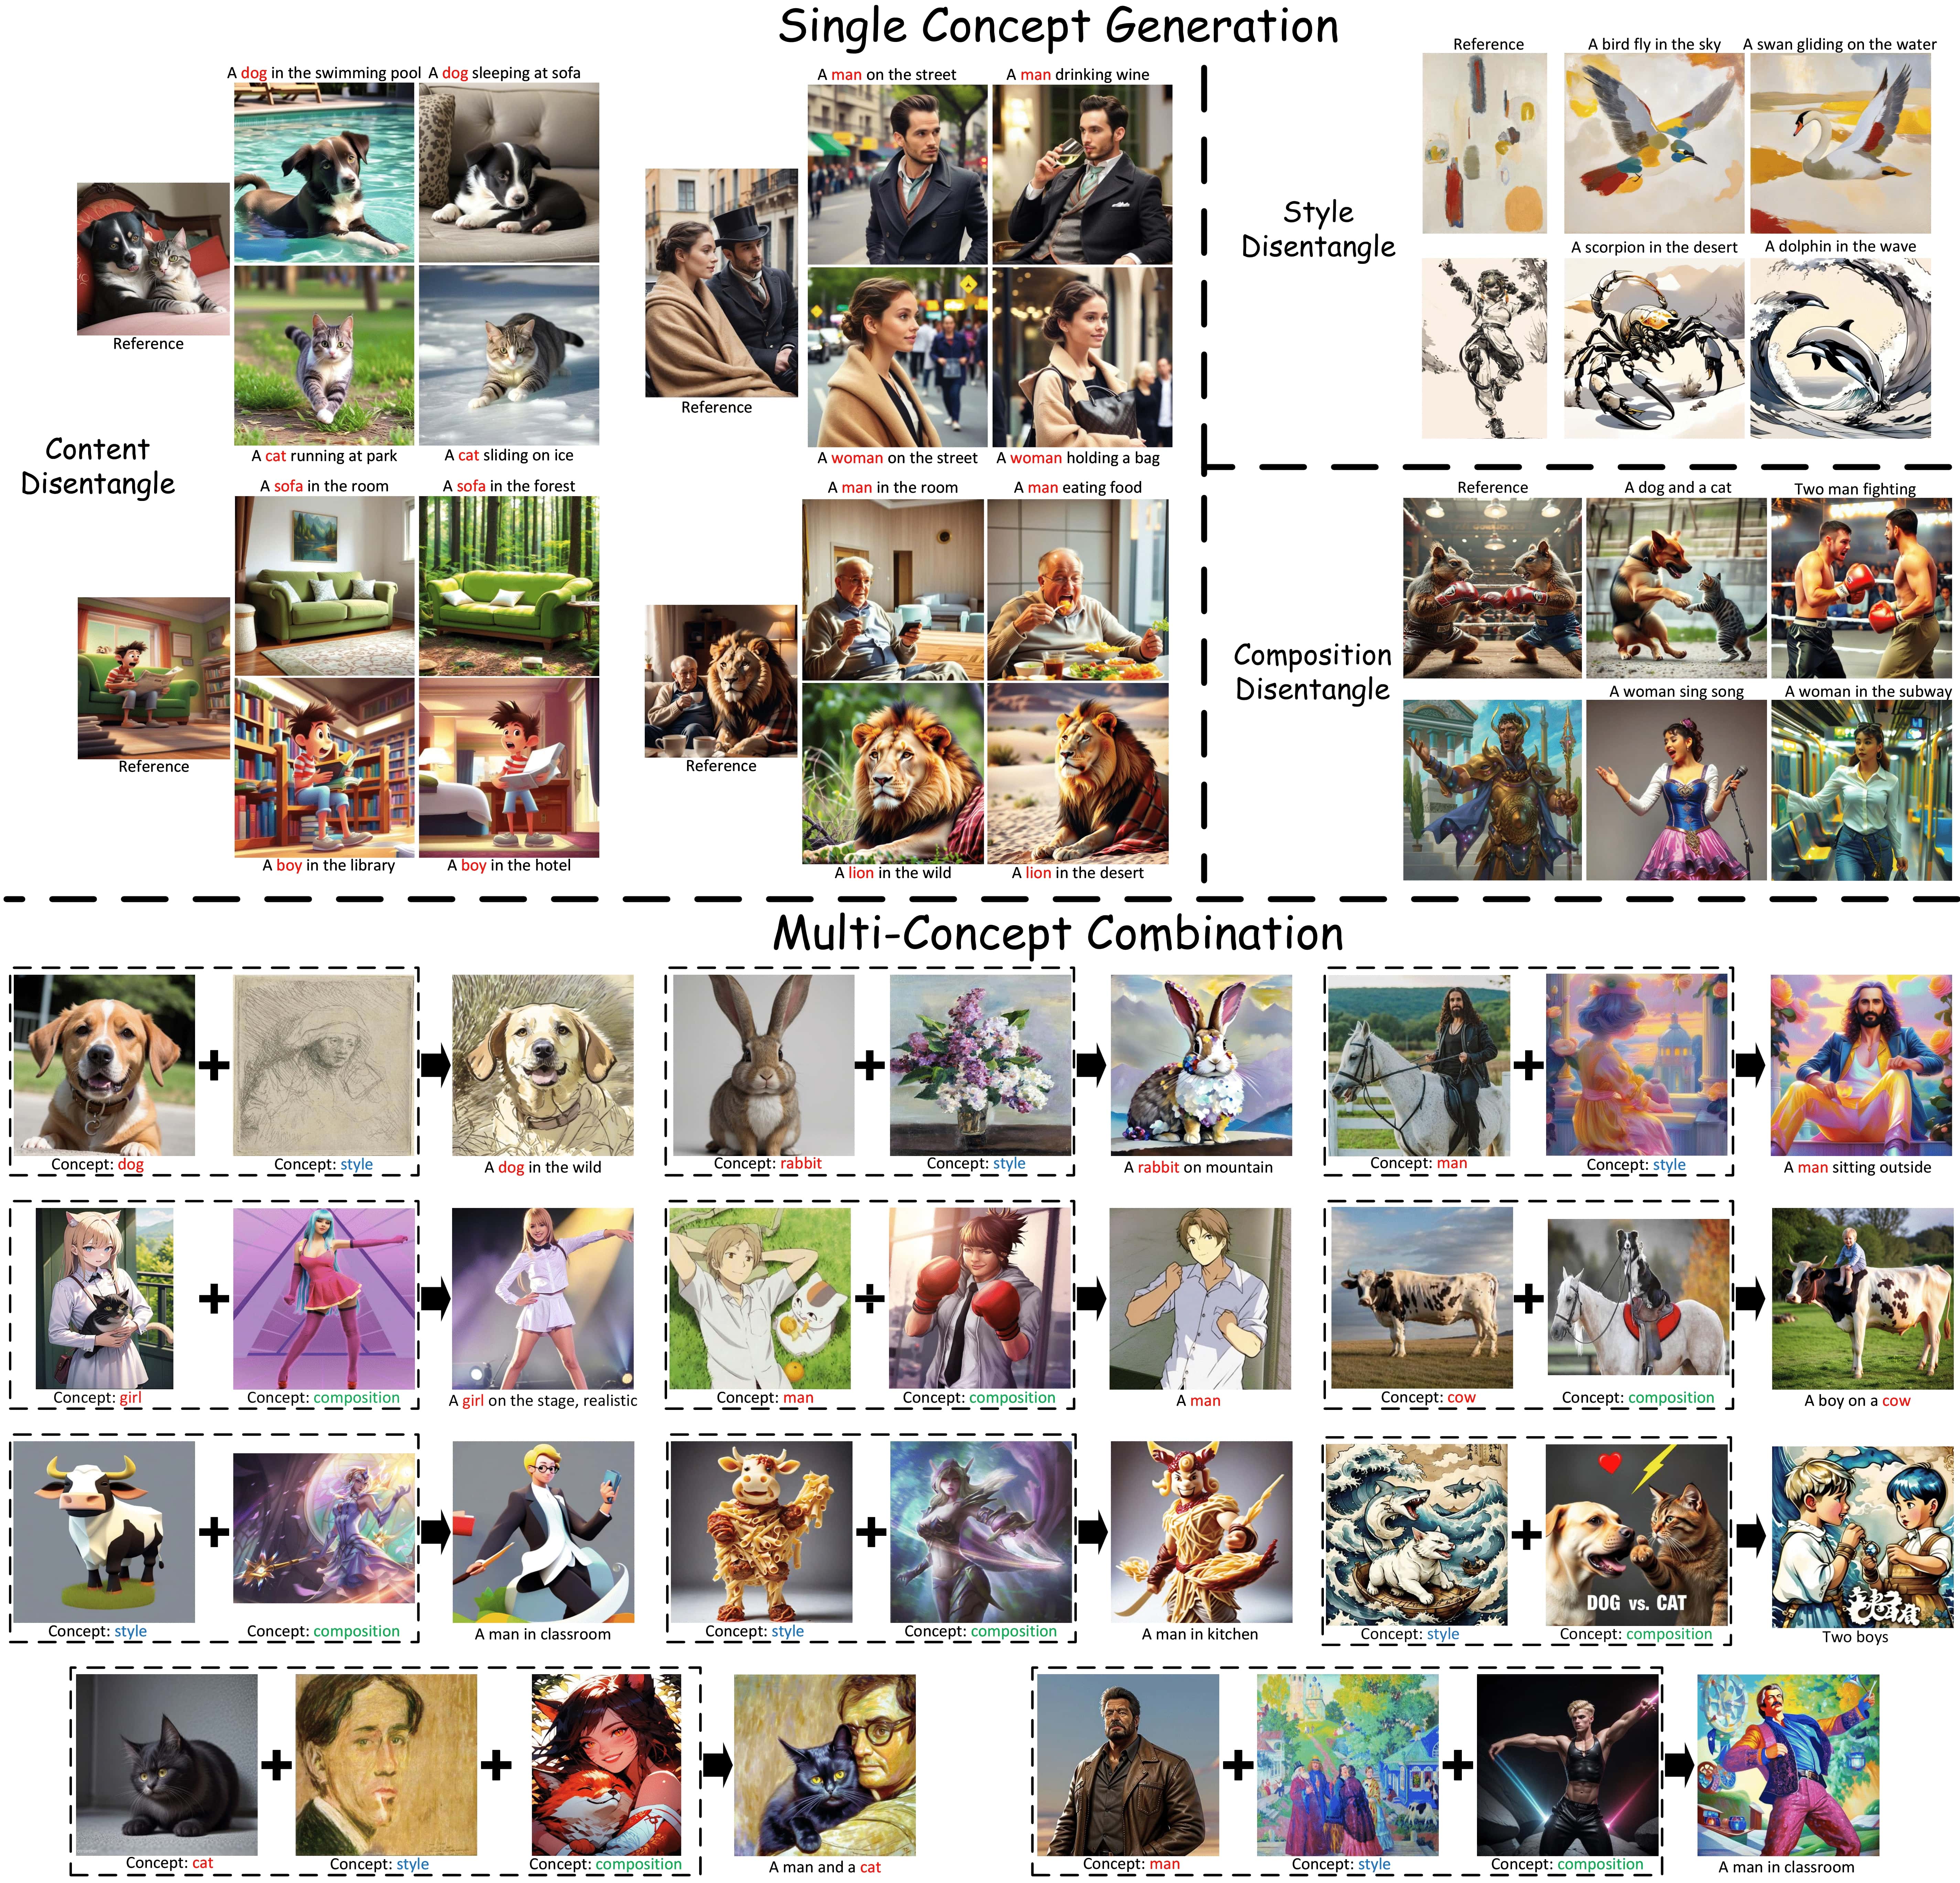 Single Concept Generation
A dog in the swimming pool
A dog sleeping at sofa
Reference
A cat running at park
A cat sliding on ice
A man on the street
A man drinking wine
Reference
A woman on the street
A woman holding a bag
Content
Disentangle
A sofa in the room
A sofa in the forest
Reference
A boy in the library
A boy in the hotel
A man in the room
A man eating food
Reference
A lion in the wild
A lion in the desert
Reference
A bird fly in the sky
A swan gliding on the water
Style
Disentangle
A scorpion in the desert
A dolphin in the wave
Reference
A dog and a cat
Two man fighting
Composition
Disentangle
A woman sing song
A woman in the subway
Multi-Concept Combination
Concept: dog
Concept: style
A dog in the wild
Concept: rabbit
Concept: style
A rabbit on mountain
Concept: man
Concept: style
A man sitting outside
Concept: girl
Concept: composition
A girl on the stage, realistic
Concept: man
Concept: composition
A man
Concept: cow
Concept: composition
A boy on a cow
Concept: style
Concept: composition
A man in classroom
Concept: style
Concept: composition
A man in kitchen
DOG vs. CAT
Concept: style
Concept: composition
Two boys
Concept: cat
Concept: style
Concept: composition
A man and a cat
Concept: man
Concept: style
Concept: composition
A man in classroom